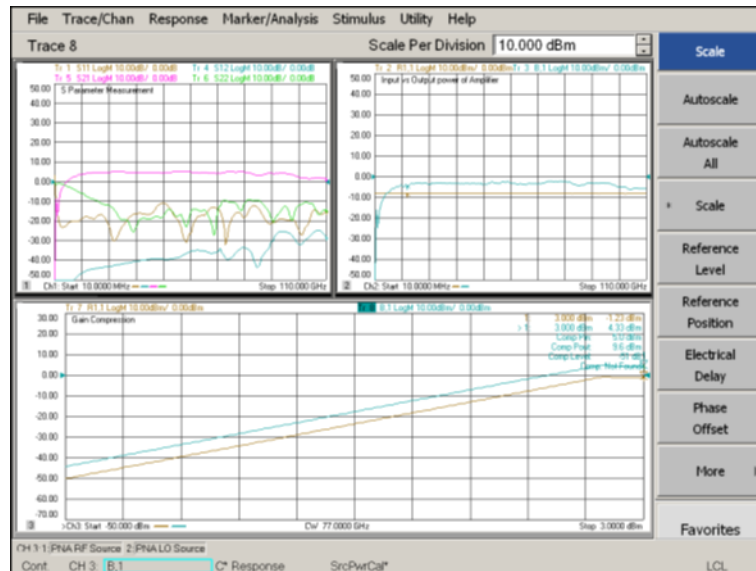 File Trace/Chan Response Marker/Analysis Stimulus Utility Help
Trace 8 Scale Per Division 10.000 dBm
Tr 1 S11 LogM 10.00dB/ 0.00dB Tr 4 S12 LogM 10.00dB/ 0.00dB
Tr 5 S21 LogM 10.00dB/ 0.00dB Tr 6 S22 LogM 10.00dB/ 0.00dB
50.00 S Parameter Measurement
40.00
30.00
20.00
10.00
0.00
-10.00
-20.00
-30.00
-40.00
-50.00
1 Ch1: Start 10.0000 MHz Stop 110.000 GHz
Tr 2 R1,1 LogM 10.00dBm/ 0.00dBm Tr 3 B,1 LogM 10.00dBm/ 0.00dBm
50.00 Input vs Output power of Amplifier
40.00
30.00
20.00
10.00
0.00
-10.00
-20.00
-30.00
-40.00
-50.00
2 Ch2: Start 10.0000 MHz Stop 110.000 GHz
Tr 7 R1,1 LogM 10.00dBm/ 0.00dBm B,1 LogM 10.00dBm/ 0.00dBm
30.00 Gain Compression
20.00
10.00
0.00
-10.00
-20.00
-30.00
-40.00
-50.00
-60.00
-70.00
1: 3.000 dBm -1.23 dBm
> 1: 3.000 dBm 4.33 dBm
Comp Pin
Comp Pout 9.6 dBm
Comp Level
Comp: Not Found
3 >Ch3: Start -50.000 dBm CW 77.0000 GHz Stop 3.0000 dBm
CH 3: 1: PNA RF Source 2: PNA LO Source
Cont. CH 3: B,1 C* Response SrcPwrCal* LCL
Scale
Autoscale
Autoscale
All
Scale
Reference
Level
Reference
Position
Electrical
Delay
Phase
Offset
More
Favorites